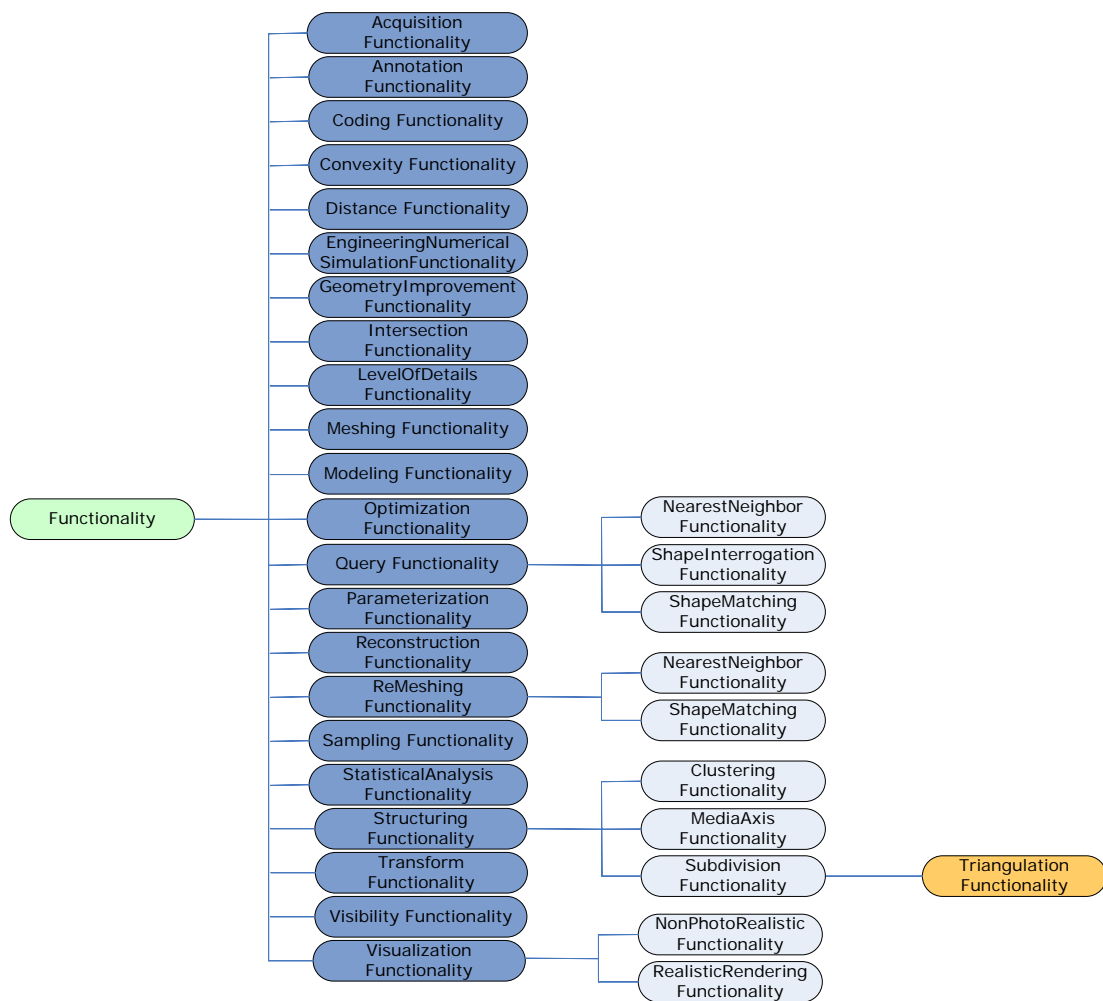 Acquisition
Functionality
Annotation
Functionality
Coding Functionality
Convexity Functionality
Distance Functionality
EngineeringNumerical
SimulationFunctionality
GeometryImprovement
Functionality
Intersection
Functionality
LevelOfDetails
Functionality
Meshing Functionality
Modeling Functionality
Functionality
Optimization
Functionality
Query Functionality
Parameterization
Functionality
Reconstruction
Functionality
ReMeshing
Functionality
Sampling Functionality
StatisticalAnalysis
Functionality
Structuring
Functionality
Transform
Functionality
Visibility Functionality
Visualization
Functionality
NearestNeighbor
Functionality
ShapeInterrogation
Functionality
ShapeMatching
Functionality
NearestNeighbor
Functionality
ShapeMatching
Functionality
Clustering
Functionality
MediaAxis
Functionality
Subdivision
Functionality
Triangulation
Functionality
NonPhotoRealistic
Functionality
RealisticRendering
Functionality